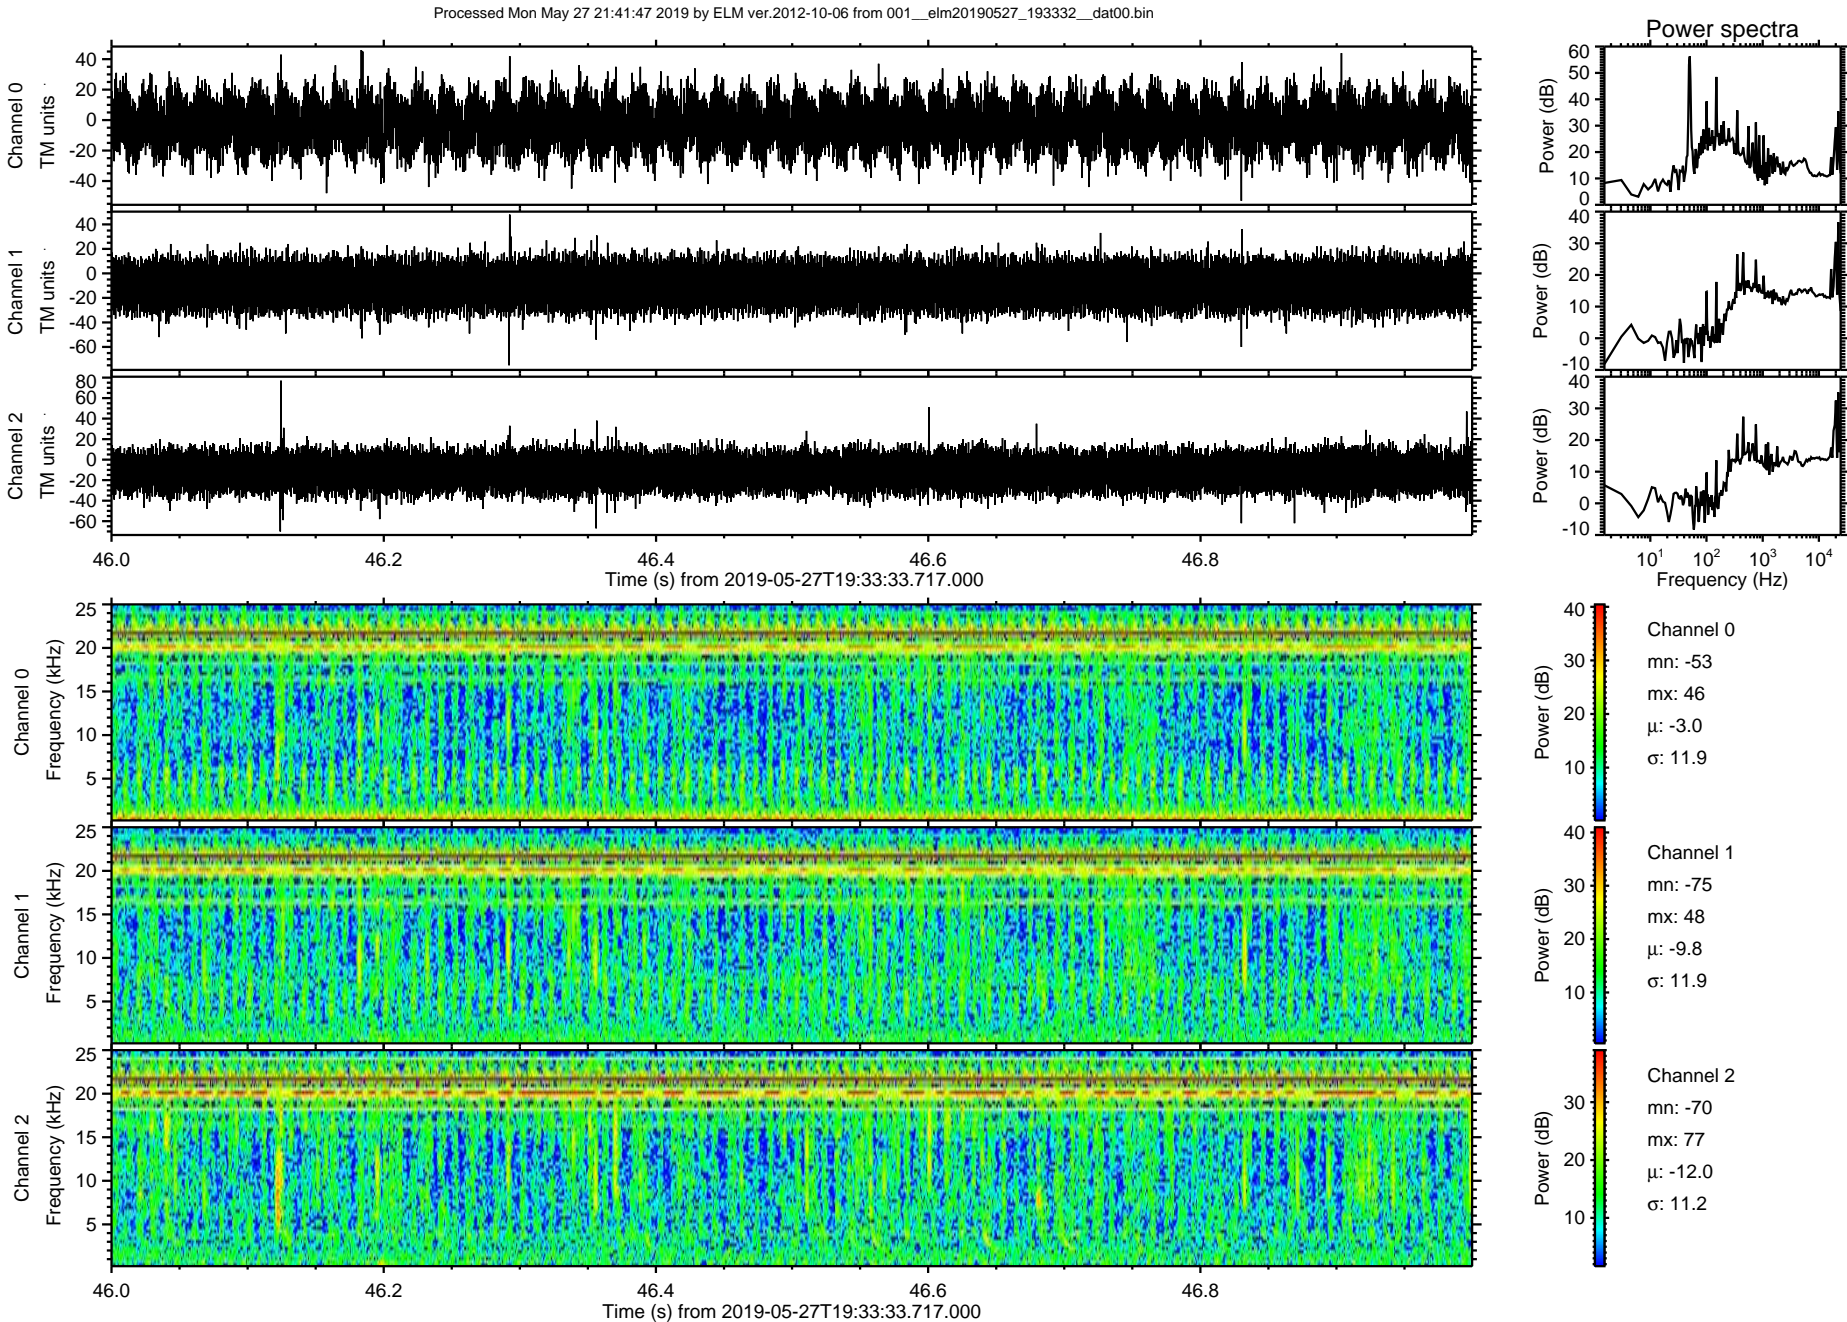 Processed Mon May 27 21:41:47 2019 by ELM ver.2012-10-06 from 001__elm20190527_193332__dat00.bin
Power spectra
Channel 0
TM units
40
20
0
-20
-40
Power (dB)
60
50
40
30
20
10
0
Channel 1
TM units
40
20
0
-20
-40
-60
Power (dB)
40
30
20
10
0
-10
Channel 2
TM units
80
60
40
20
0
-20
-40
-60
Power (dB)
40
30
20
10
0
-10
46.0 46.2 46.4 46.6 46.8
Time (s) from 2019-05-27T19:33:33.717.000
10^1 10^2 10^3 10^4
Frequency (Hz)
Channel 0
Frequency (kHz)
25
20
15
10
5
Power (dB)
40
30
20
10
Channel 0
mn: -53
mx: 46
μ: -3.0
σ: 11.9
Channel 1
Frequency (kHz)
25
20
15
10
5
Power (dB)
40
30
20
10
Channel 1
mn: -75
mx: 48
μ: -9.8
σ: 11.9
Channel 2
Frequency (kHz)
25
20
15
10
5
Power (dB)
30
20
10
Channel 2
mn: -70
mx: 77
μ: -12.0
σ: 11.2
46.0 46.2 46.4 46.6 46.8
Time (s) from 2019-05-27T19:33:33.717.000